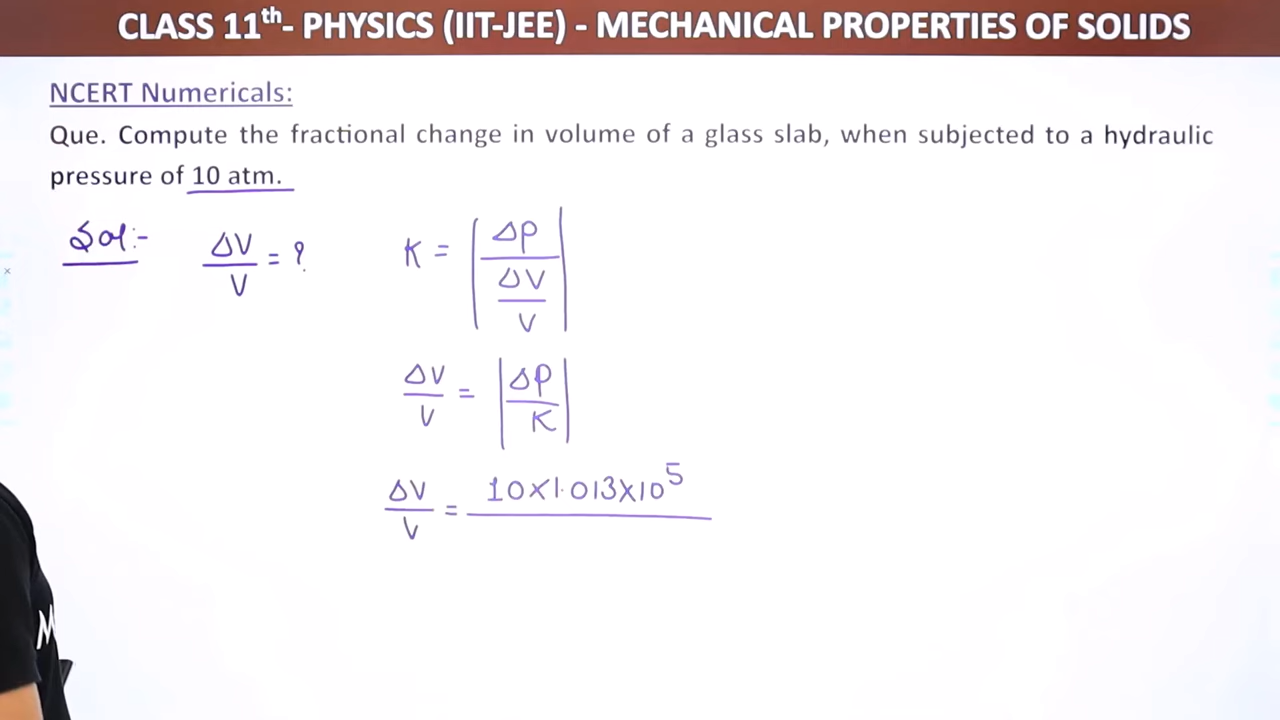 CLASS 11th- PHYSICS (IIT-JEE) - MECHANICAL PROPERTIES OF SOLIDS
NCERT Numericals:
Que. Compute the fractional change in volume of a glass slab, when subjected to a hydraulic
pressure of 10 atm.
Sol:- ΔV/V = ? K = |ΔP/(ΔV/V)|
ΔV/V = |ΔP/K|
ΔV/V = 10×1.013×10^5
M